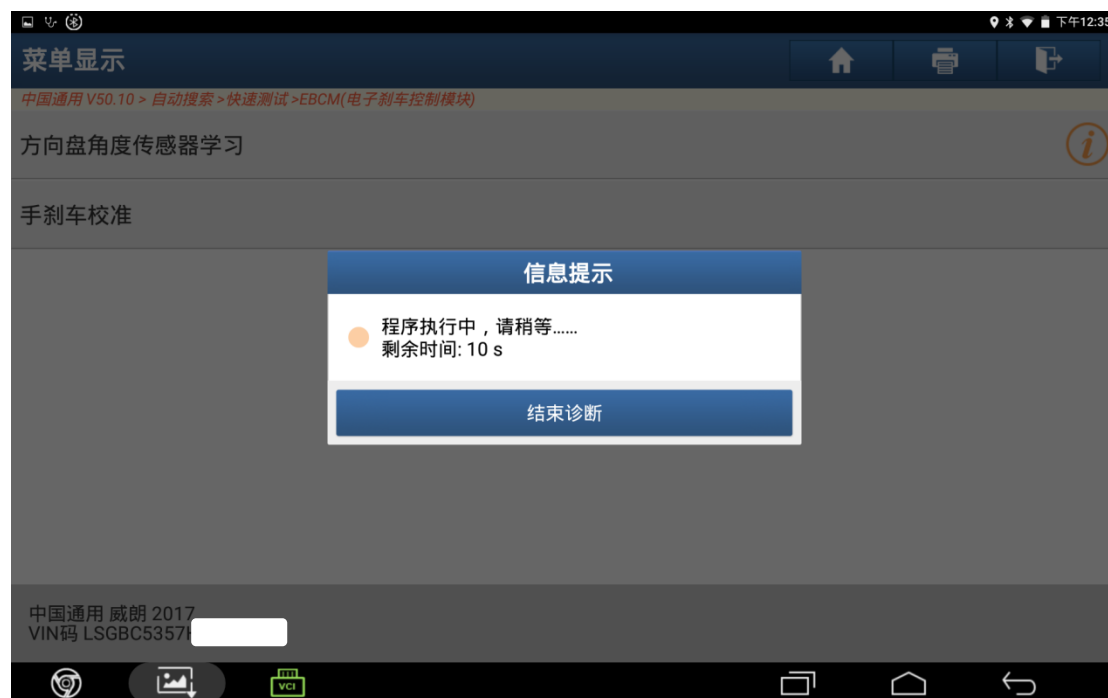 下午12:35
菜单显示
中国通用 V50.10 > 自动搜索 >快速测试 >EBCM(电子刹车控制模块)
方向盘角度传感器学习
i
手刹车校准
信息提示
程序执行中，请稍等......
剩余时间: 10 s
结束诊断
中国通用 威朗 2017
VIN码 LSGBC5357
VCI